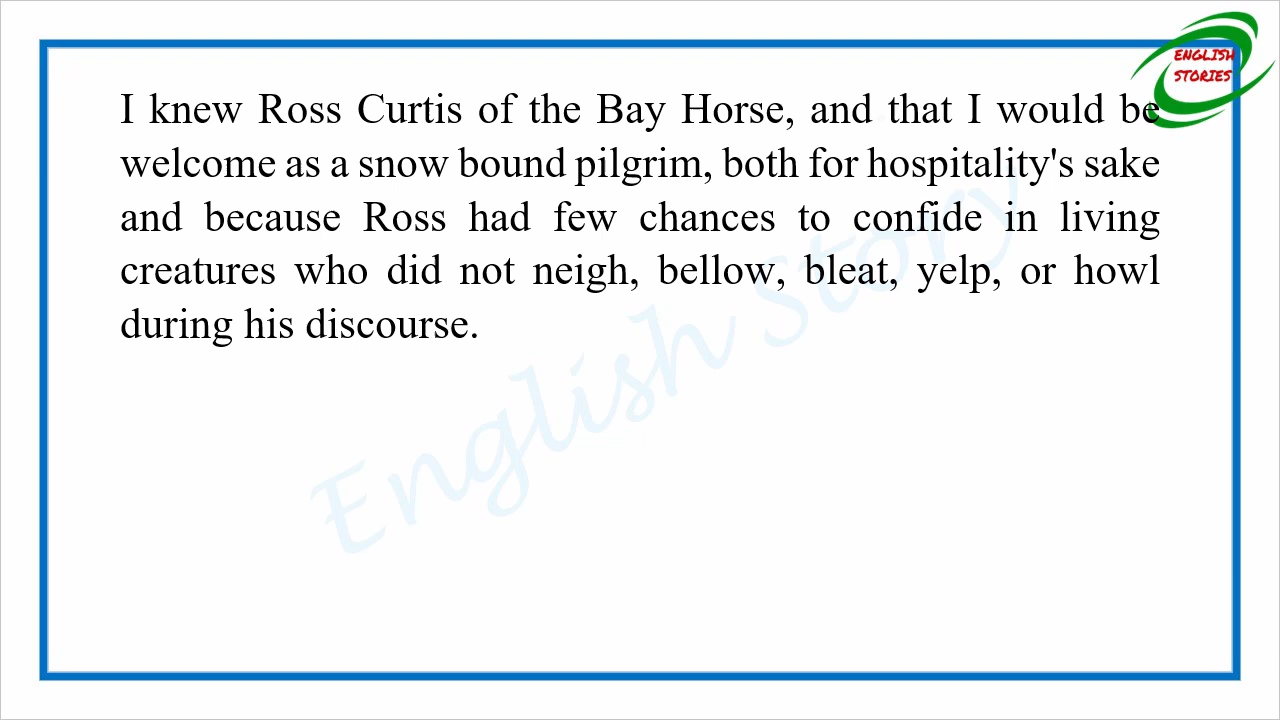 ENGLISH
STORIES
I knew Ross Curtis of the Bay Horse, and that I would be
welcome as a snow bound pilgrim, both for hospitality's sake
and because Ross had few chances to confide in living
creatures who did not neigh, bellow, bleat, yelp, or howl
during his discourse.
English Story